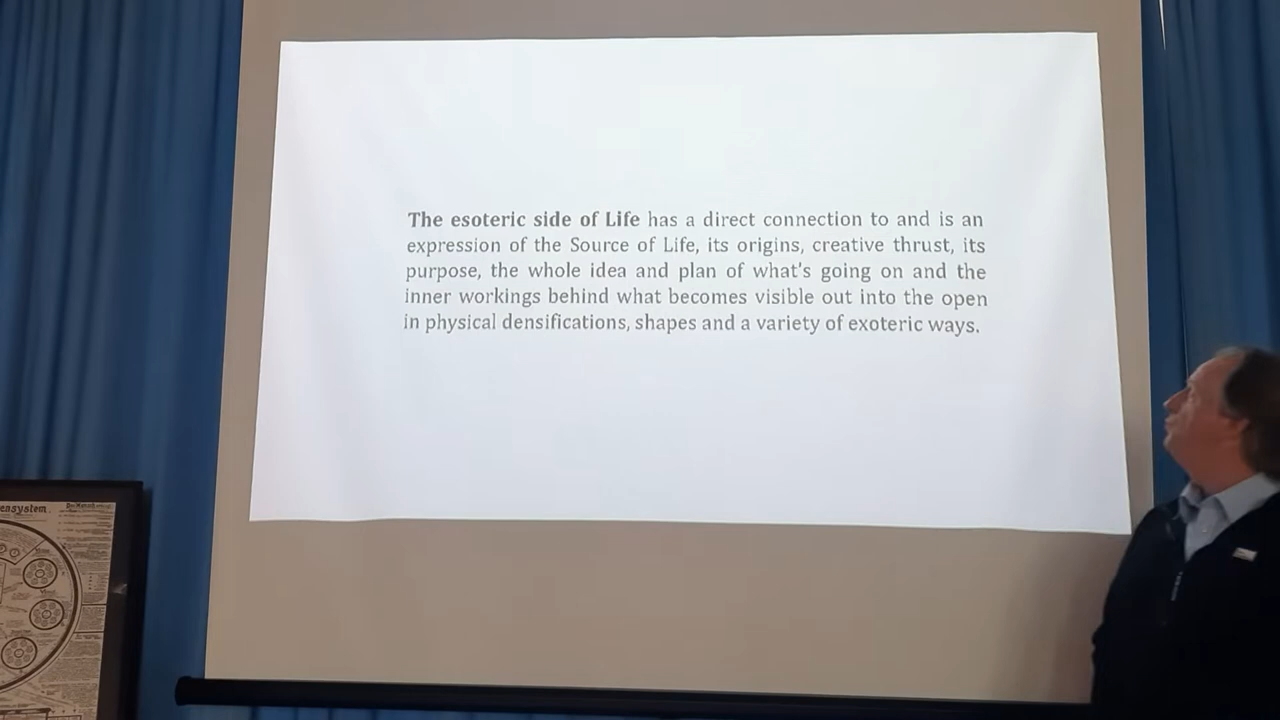 The esoteric side of Life has a direct connection to and is an
expression of the Source of Life, its origins, creative thrust, its
purpose, the whole idea and plan of what's going on and the
inner workings behind what becomes visible out into the open
in physical densifications, shapes and a variety of exoteric ways.
ensystem